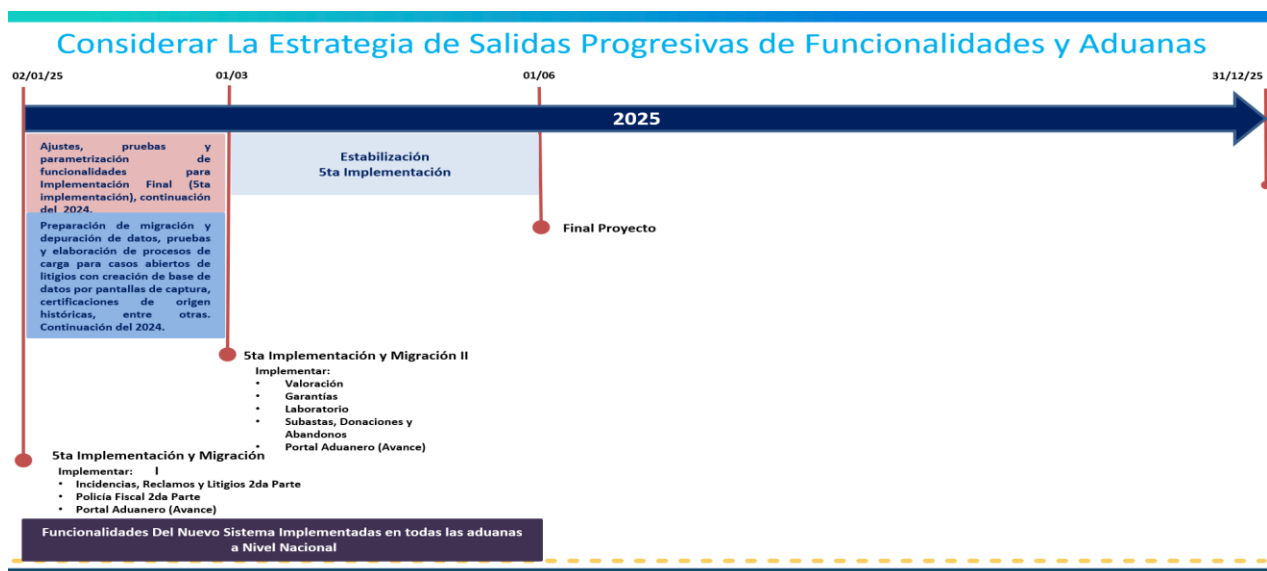 Considerar La Estrategia de Salidas Progresivas de Funcionalidades y Aduanas
02/01/25
01/03
01/06
31/12/25
2025
Ajustes, pruebas y
parametrización de
funcionalidades para
Implementación Final (5ta
implementación), continuación
del 2024.
Estabilización
5ta Implementación
Preparación de migración y
depuración de datos, pruebas
y elaboración de procesos de
carga para casos abiertos de
litigios con creación de base de
datos por pantallas de captura,
certificaciones de origen
históricas, entre otras.
Continuación del 2024.
Final Proyecto
5ta Implementación y Migración II
Implementar:
• Valoración
• Garantías
• Laboratorio
• Subastas, Donaciones y
Abandonos
• Portal Aduanero (Avance)
5ta Implementación y Migración
I
Implementar:
• Incidencias, Reclamos y Litigios 2da Parte
• Policía Fiscal 2da Parte
• Portal Aduanero (Avance)
Funcionalidades Del Nuevo Sistema Implementadas en todas las aduanas
a Nivel Nacional